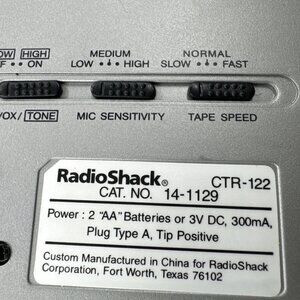 LOW HIGH MEDIUM NORMAL
OFF •• ON LOW • • • HIGH SLOW • • • FAST
VOX/ TONE MIC SENSITIVITY TAPE SPEED
RadioShack® CTR-122
CAT. NO. 14-1129
Power : 2 "AA" Batteries or 3V DC, 300mA,
Plug Type A, Tip Positive
Custom Manufactured in China for RadioShack
Corporation, Fort Worth, Texas 76102